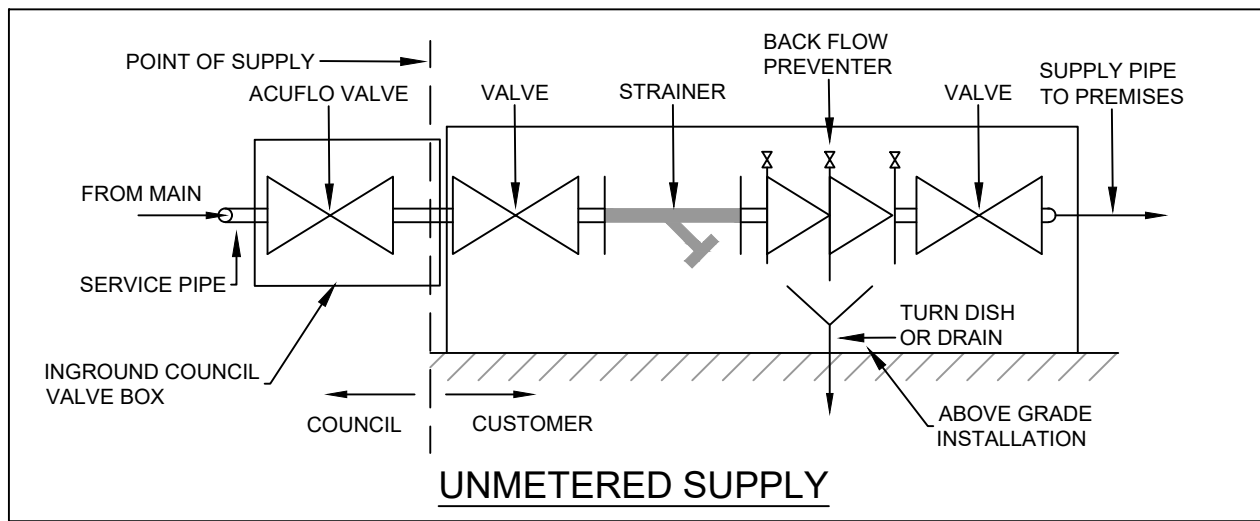 POINT OF SUPPLY
ACUFLO VALVE
VALVE
STRAINER
BACK FLOW
PREVENTER
VALVE
SUPPLY PIPE
TO PREMISES
FROM MAIN
SERVICE PIPE
INGROUND COUNCIL
VALVE BOX
COUNCIL
CUSTOMER
TURN DISH
OR DRAIN
ABOVE GRADE
INSTALLATION
UNMETERED SUPPLY